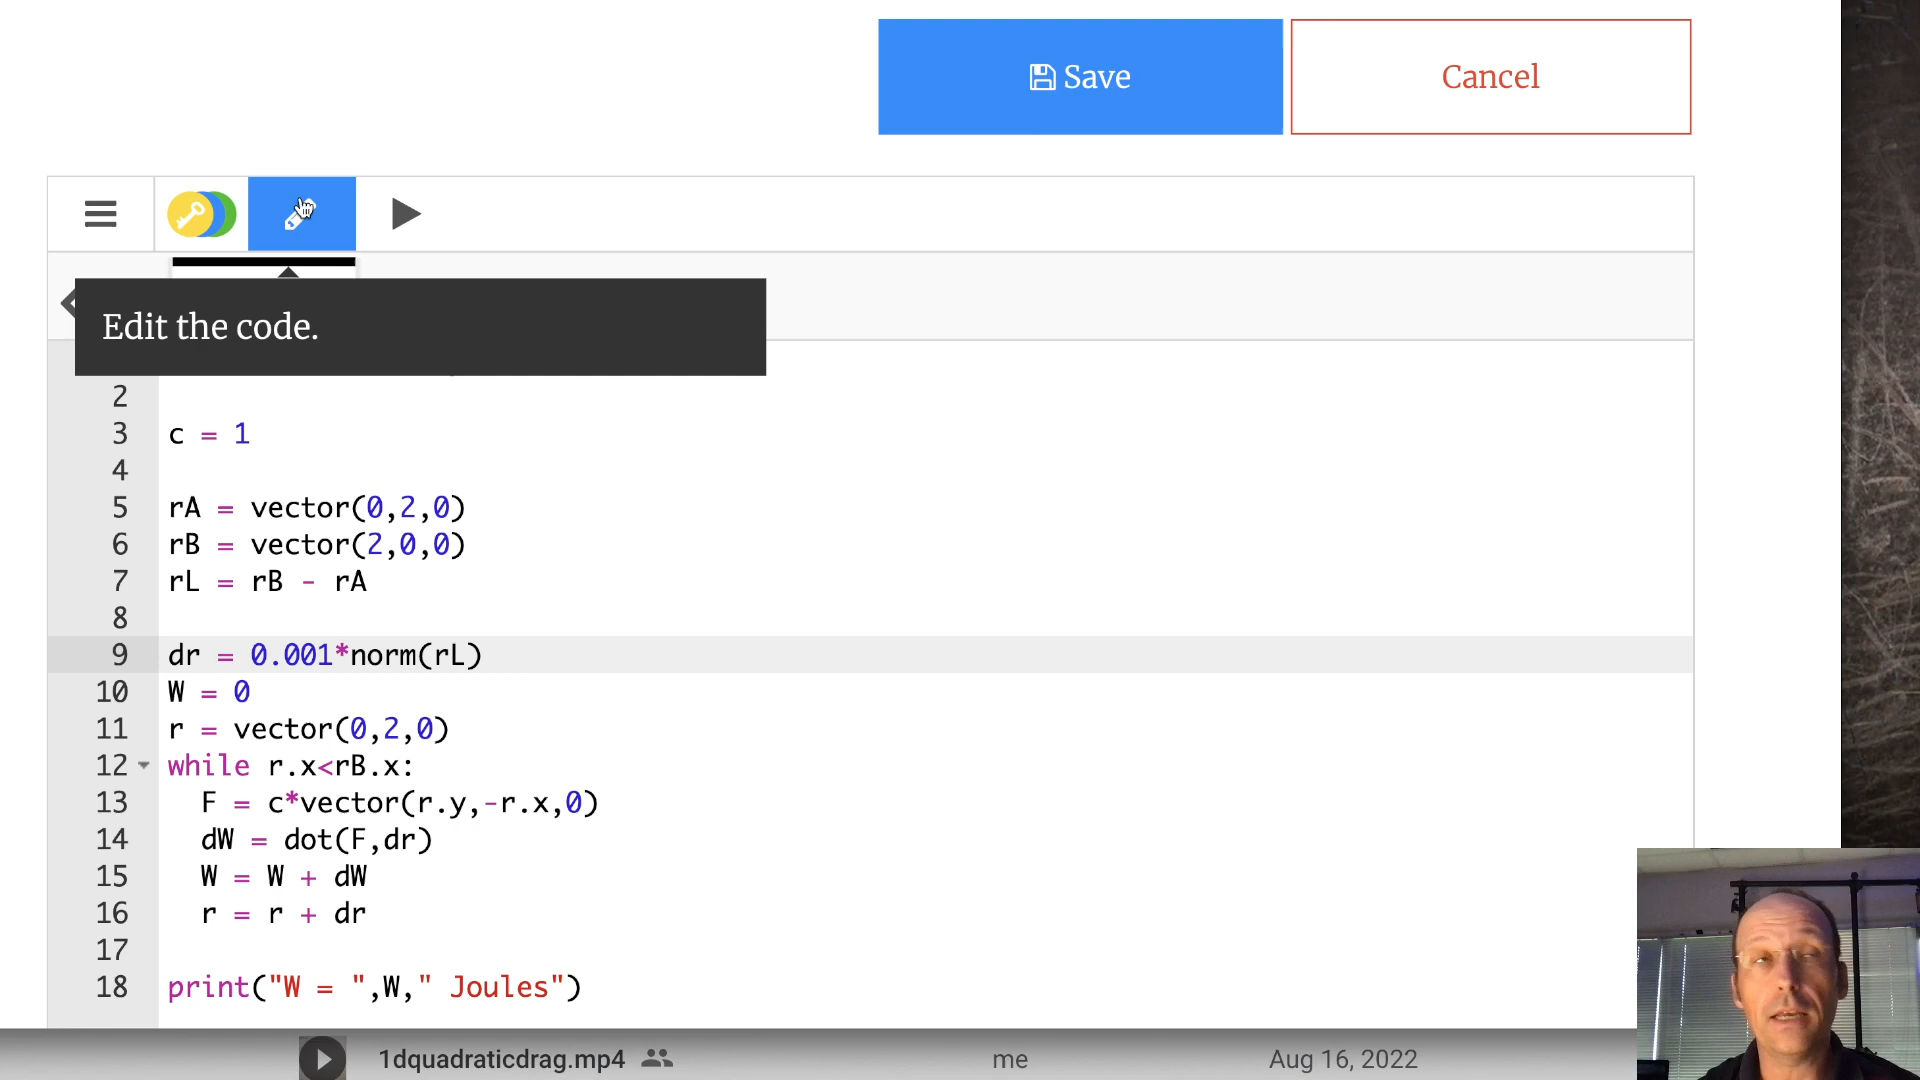 Save
Cancel
Edit the code.
2
3 c = 1
4
5 rA = vector(0,2,0)
6 rB = vector(2,0,0)
7 rL = rB - rA
8
9 dr = 0.001*norm(rL)
10 W = 0
11 r = vector(0,2,0)
12 while r.x<rB.x:
13 F = c*vector(r.y,-r.x,0)
14 dW = dot(F,dr)
15 W = W + dW
16 r = r + dr
17
18 print("W = ",W," Joules")
1dquadraticdrag.mp4 me Aug 16, 2022